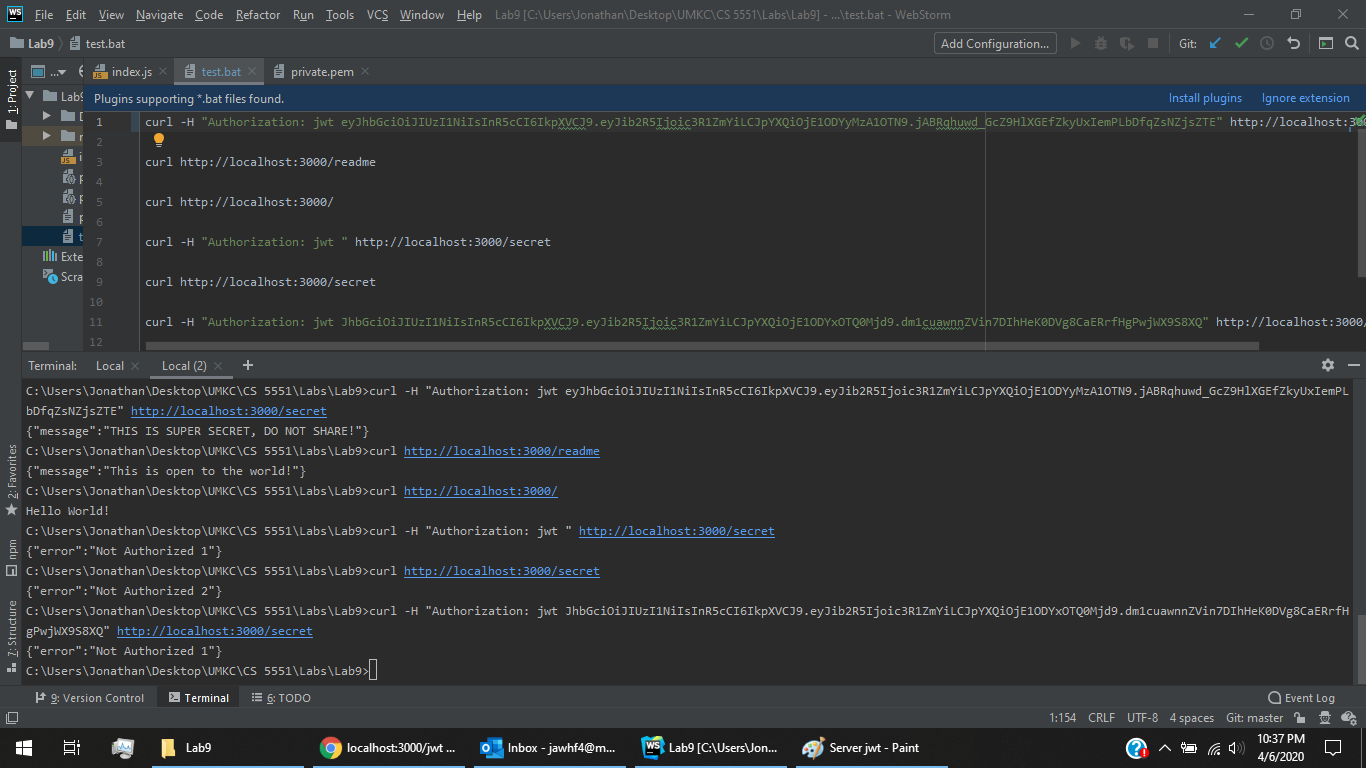 WS File Edit View Navigate Code Refactor Run Tools VCS Window Help Lab9 [C:\Users\Jonathan\Desktop\UMKC\CS 5551\Labs\Lab9] - ...\test.bat - WebStorm
Lab9 test.bat Add Configuration... Git:
1: Project
... index.js test.bat private.pem
Lab9
Plugins supporting *.bat files found. Install plugins Ignore extension
1 curl -H "Authorization: jwt eyJhbGciOiJIUzI1NiIsInR5cCI6IkpXVCJ9.eyJib2R5Ijoic3R1ZmYiLCJpYXQiOjE1ODYyMzA1OTN9.jABRqhuwd_GcZ9HlXGEfZkyUxIemPLbDfqZsNZjsZTE" http://localhost:300
2
3 curl http://localhost:3000/readme
4
5 curl http://localhost:3000/
6
7 curl -H "Authorization: jwt " http://localhost:3000/secret
8
9 curl http://localhost:3000/secret
10
11 curl -H "Authorization: jwt JhbGciOiJIUzI1NiIsInR5cCI6IkpXVCJ9.eyJib2R5Ijoic3R1ZmYiLCJpYXQiOjE1ODYxOTQ0Mjd9.dm1cuawnnZVin7DIhHeK0DVg8CaERrfHgPwjWX9S8XQ" http://localhost:3000/
12
Exte
Scra
Terminal: Local Local (2) +
C:\Users\Jonathan\Desktop\UMKC\CS 5551\Labs\Lab9>curl -H "Authorization: jwt eyJhbGciOiJIUzI1NiIsInR5cCI6IkpXVCJ9.eyJib2R5Ijoic3R1ZmYiLCJpYXQiOjE1ODYyMzA1OTN9.jABRqhuwd_GcZ9HlXGEfZkyUxIemPL
bDfqZsNZjsZTE" http://localhost:3000/secret
{"message":"THIS IS SUPER SECRET, DO NOT SHARE!"}
C:\Users\Jonathan\Desktop\UMKC\CS 5551\Labs\Lab9>curl http://localhost:3000/readme
{"message":"This is open to the world!"}
C:\Users\Jonathan\Desktop\UMKC\CS 5551\Labs\Lab9>curl http://localhost:3000/
Hello World!
C:\Users\Jonathan\Desktop\UMKC\CS 5551\Labs\Lab9>curl -H "Authorization: jwt " http://localhost:3000/secret
{"error":"Not Authorized 1"}
C:\Users\Jonathan\Desktop\UMKC\CS 5551\Labs\Lab9>curl http://localhost:3000/secret
{"error":"Not Authorized 2"}
C:\Users\Jonathan\Desktop\UMKC\CS 5551\Labs\Lab9>curl -H "Authorization: jwt JhbGciOiJIUzI1NiIsInR5cCI6IkpXVCJ9.eyJib2R5Ijoic3R1ZmYiLCJpYXQiOjE1ODYxOTQ0Mjd9.dm1cuawnnZVin7DIhHeK0DVg8CaERrfH
gPwjWX9S8XQ" http://localhost:3000/secret
{"error":"Not Authorized 1"}
C:\Users\Jonathan\Desktop\UMKC\CS 5551\Labs\Lab9>
2: Favorites
npm
7: Structure
9: Version Control Terminal 6: TODO Event Log
1:154 CRLF UTF-8 4 spaces Git: master
Lab9 localhost:3000/jwt ... Inbox - jawhf4@m... Lab9 [C:\Users\Jon... Server jwt - Paint 10:37 PM
4/6/2020